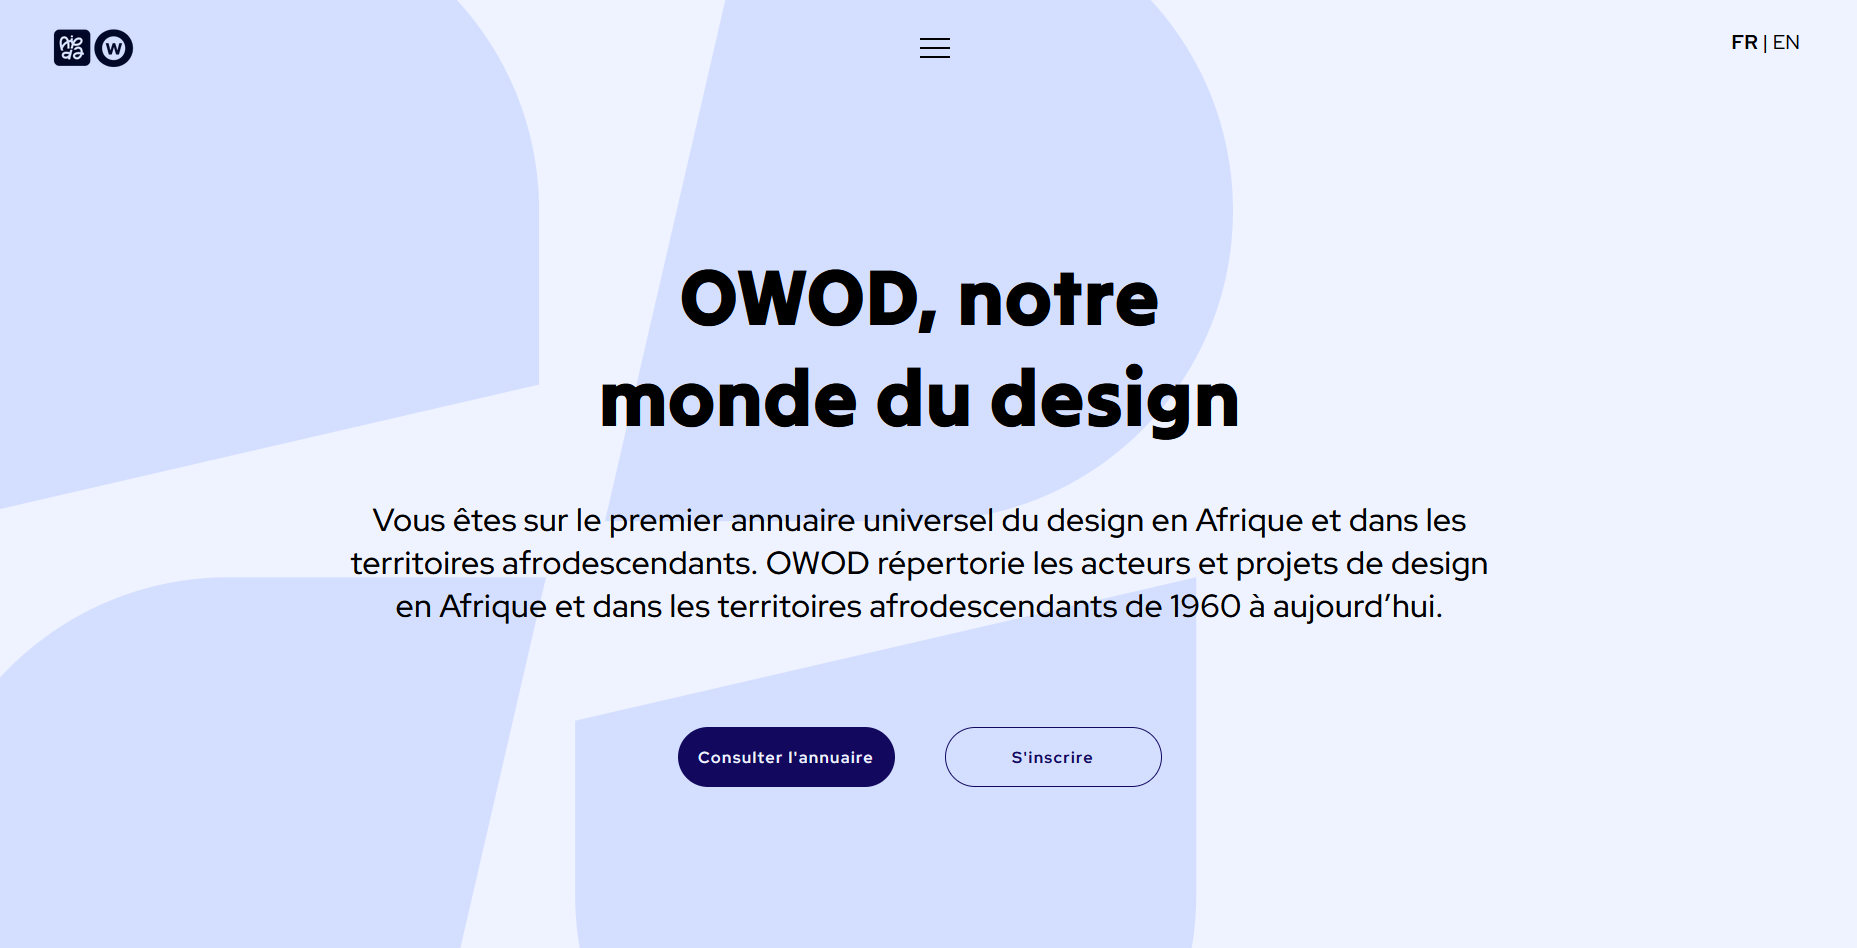 Aïoda W
FR | EN
OWOD, notre
monde du design
Vous êtes sur le premier annuaire universel du design en Afrique et dans les
territoires afrodescendants. OWOD répertorie les acteurs et projets de design
en Afrique et dans les territoires afrodescendants de 1960 à aujourd’hui.
Consulter l'annuaire
S'inscrire